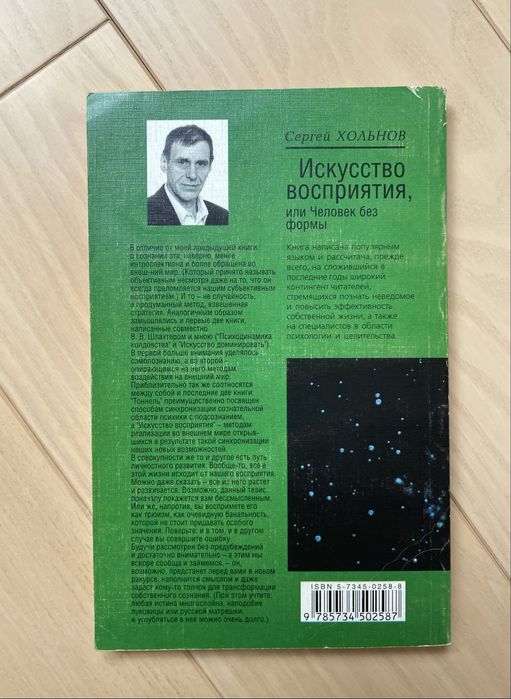 Сергей ХОЛЬНОВ
Искусство
восприятия,
или Человек без
формы
Книга написана популярным
языком и рассчитана, прежде
всего, на сложившийся в
последние годы широкий
контингент читателей,
стремящихся познать неведомое
и повысить эффективность
собственной жизни, а также
на специалистов в области
психологии и целительства.
В отличие от моей предыдущей книги
о сознании эта, наверно, менее
интроспективна и более обращена во
внешний мир. (Который принято называть
объективным несмотря даже на то, что он
всегда преломляется нашим субъективным
восприятием.) И то – не случайность,
а продуманный метод, взвешенная
стратегия. Аналогичным образом
замышлялись и первые две книги,
написанные совместно
В. В. Шлахтером и мною ("Психодинамика
колдовства" и "Искусство доминировать").
В первой больше внимания уделялось
самопознанию, а во второй -
опирающимся на него методам
воздействия на внешний мир.
Приблизительно так же соотносятся
между собой и последние две книги:
"Тоннель" преимущественно посвящен
способам синхронизации сознательной
области психики с подсознанием,
а "Искусство восприятия" – методам
реализации во внешнем мире открыв-
шихся в результате такой синхронизации
наших новых возможностей.
В совокупности же то и другое есть путь
личностного развития. Вообще-то, все в
этой жизни исходит от нашего восприятия.
Можно даже сказать – все из него растет
и развивается. Возможно, данный тезис
поначалу покажется вам бессмысленным.
Или же, напротив, вы воспримете его
как трюизм, как очевидную банальность,
которой не стоит придавать особого
значения. Поверьте: и в том, и в другом
случае вы совершите ошибку.
Будучи рассмотрен без предубеждений
и достаточно внимательно – а этим мы
вскоре сообща и займемся, – он,
возможно, предстанет перед вами в новом
ракурсе, наполнится смыслом и даже
задаст кому-то толчок для трансформации
собственного сознания. (При этом учтите:
любая истина многослойна, наподобие
луковицы или русской матрешки,
и углубляться в нее можно очень долго.)
ISBN 5-7345-0258-8
9 785734 502587